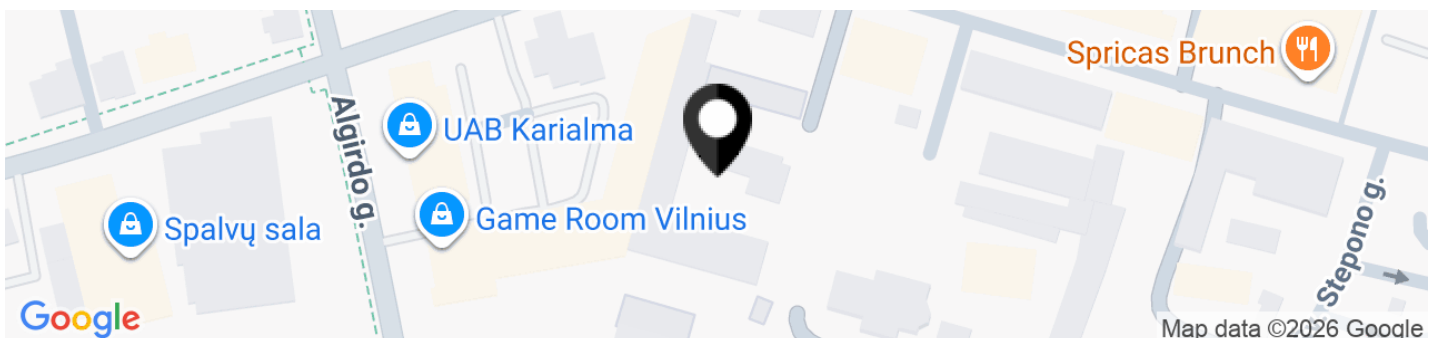 Spricas Brunch
UAB Karialma
Algirdo g.
Game Room Vilnius
Spalvų sala
Stepono g.
Google
Map data ©2026 Google